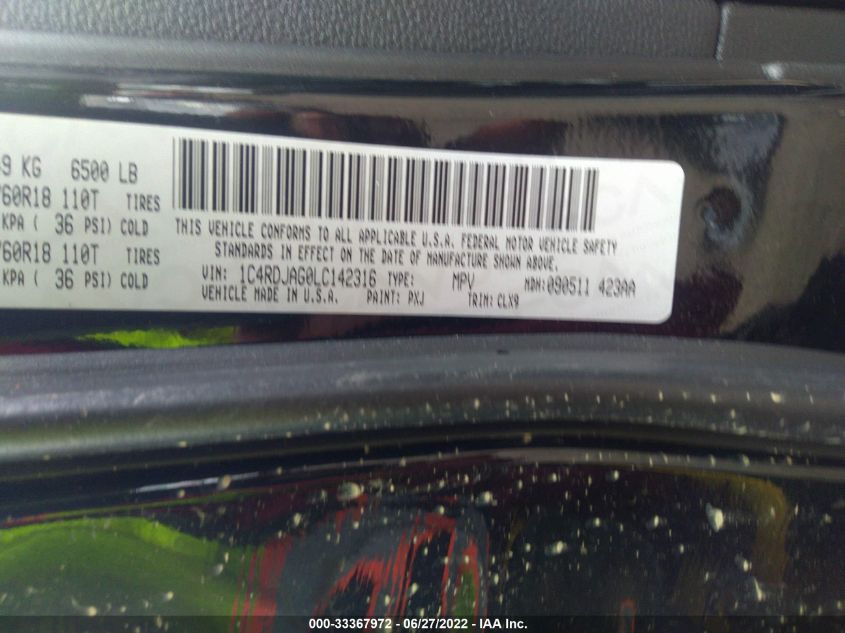 9 KG 6500 LB
60R18 110T TIRES
KPA ( 36 PSI) COLD
60R18 110T TIRES
KPA ( 36 PSI) COLD
THIS VEHICLE CONFORMS TO ALL APPLICABLE U.S.A. FEDERAL MOTOR VEHICLE SAFETY
STANDARDS IN EFFECT ON THE DATE OF MANUFACTURE SHOWN ABOVE.
VIN: 1C4RDJAG0LC142316 TYPE: MPV MDH:090511 423AA
VEHICLE MADE IN U.S.A. PAINT: PXJ TRIM: CLX9
000-33367972 / 06/27/2022 / IAA Inc.